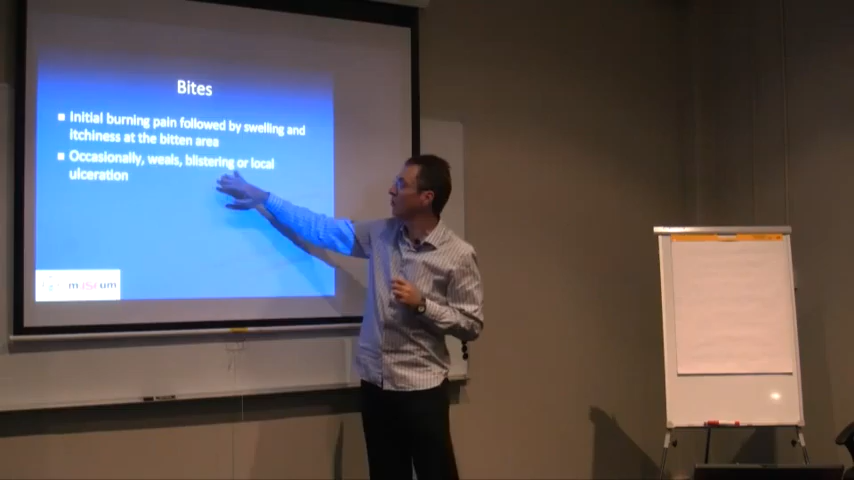 Bites
▪ Initial burning pain followed by swelling and
itchiness at the bitten area
▪ Occasionally, weals, blistering or local
ulceration